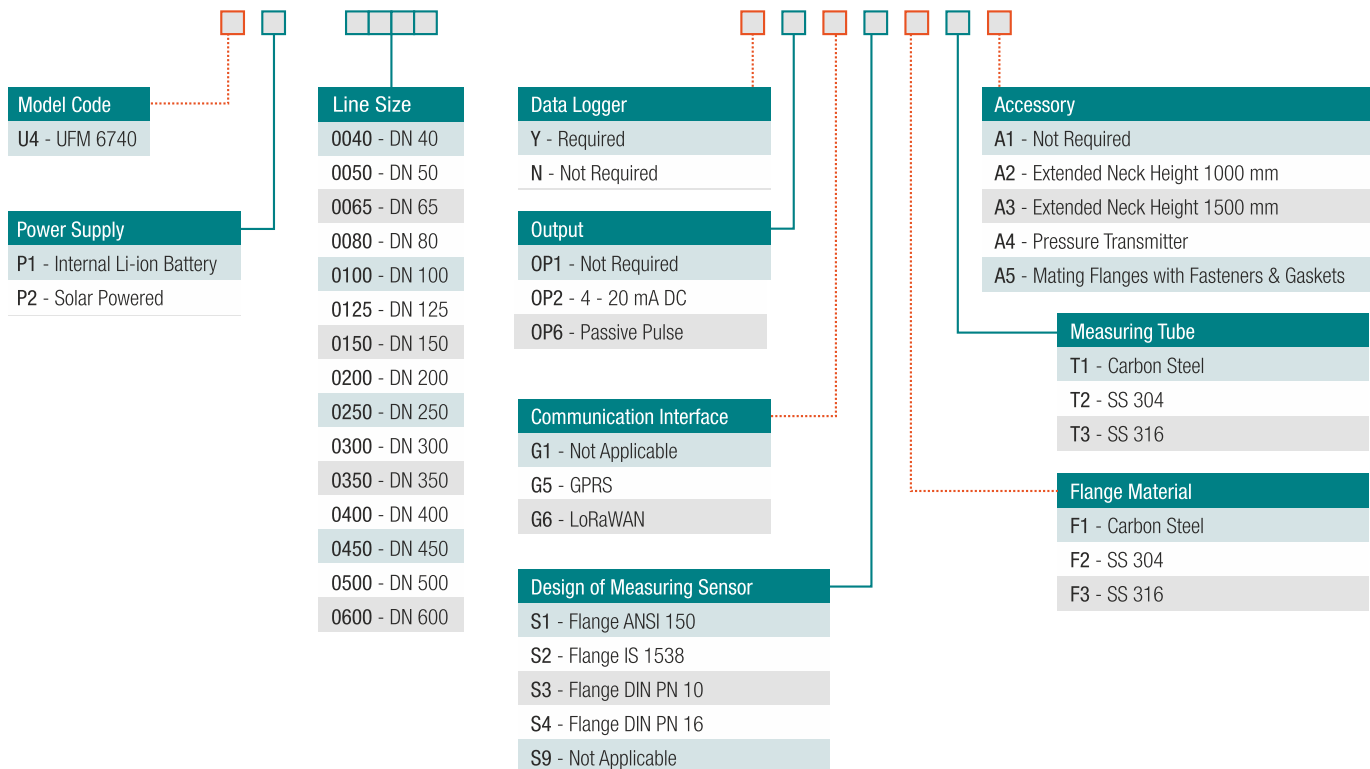 Model Code
U4 - UFM 6740
Power Supply
P1 - Internal Li-ion Battery
P2 - Solar Powered
Line Size
0040 - DN 40
0050 - DN 50
0065 - DN 65
0080 - DN 80
0100 - DN 100
0125 - DN 125
0150 - DN 150
0200 - DN 200
0250 - DN 250
0300 - DN 300
0350 - DN 350
0400 - DN 400
0450 - DN 450
0500 - DN 500
0600 - DN 600
Data Logger
Y - Required
N - Not Required
Output
OP1 - Not Required
OP2 - 4 - 20 mA DC
OP6 - Passive Pulse
Communication Interface
G1 - Not Applicable
G5 - GPRS
G6 - LoRaWAN
Design of Measuring Sensor
S1 - Flange ANSI 150
S2 - Flange IS 1538
S3 - Flange DIN PN 10
S4 - Flange DIN PN 16
S9 - Not Applicable
Accessory
A1 - Not Required
A2 - Extended Neck Height 1000 mm
A3 - Extended Neck Height 1500 mm
A4 - Pressure Transmitter
A5 - Mating Flanges with Fasteners & Gaskets
Measuring Tube
T1 - Carbon Steel
T2 - SS 304
T3 - SS 316
Flange Material
F1 - Carbon Steel
F2 - SS 304
F3 - SS 316